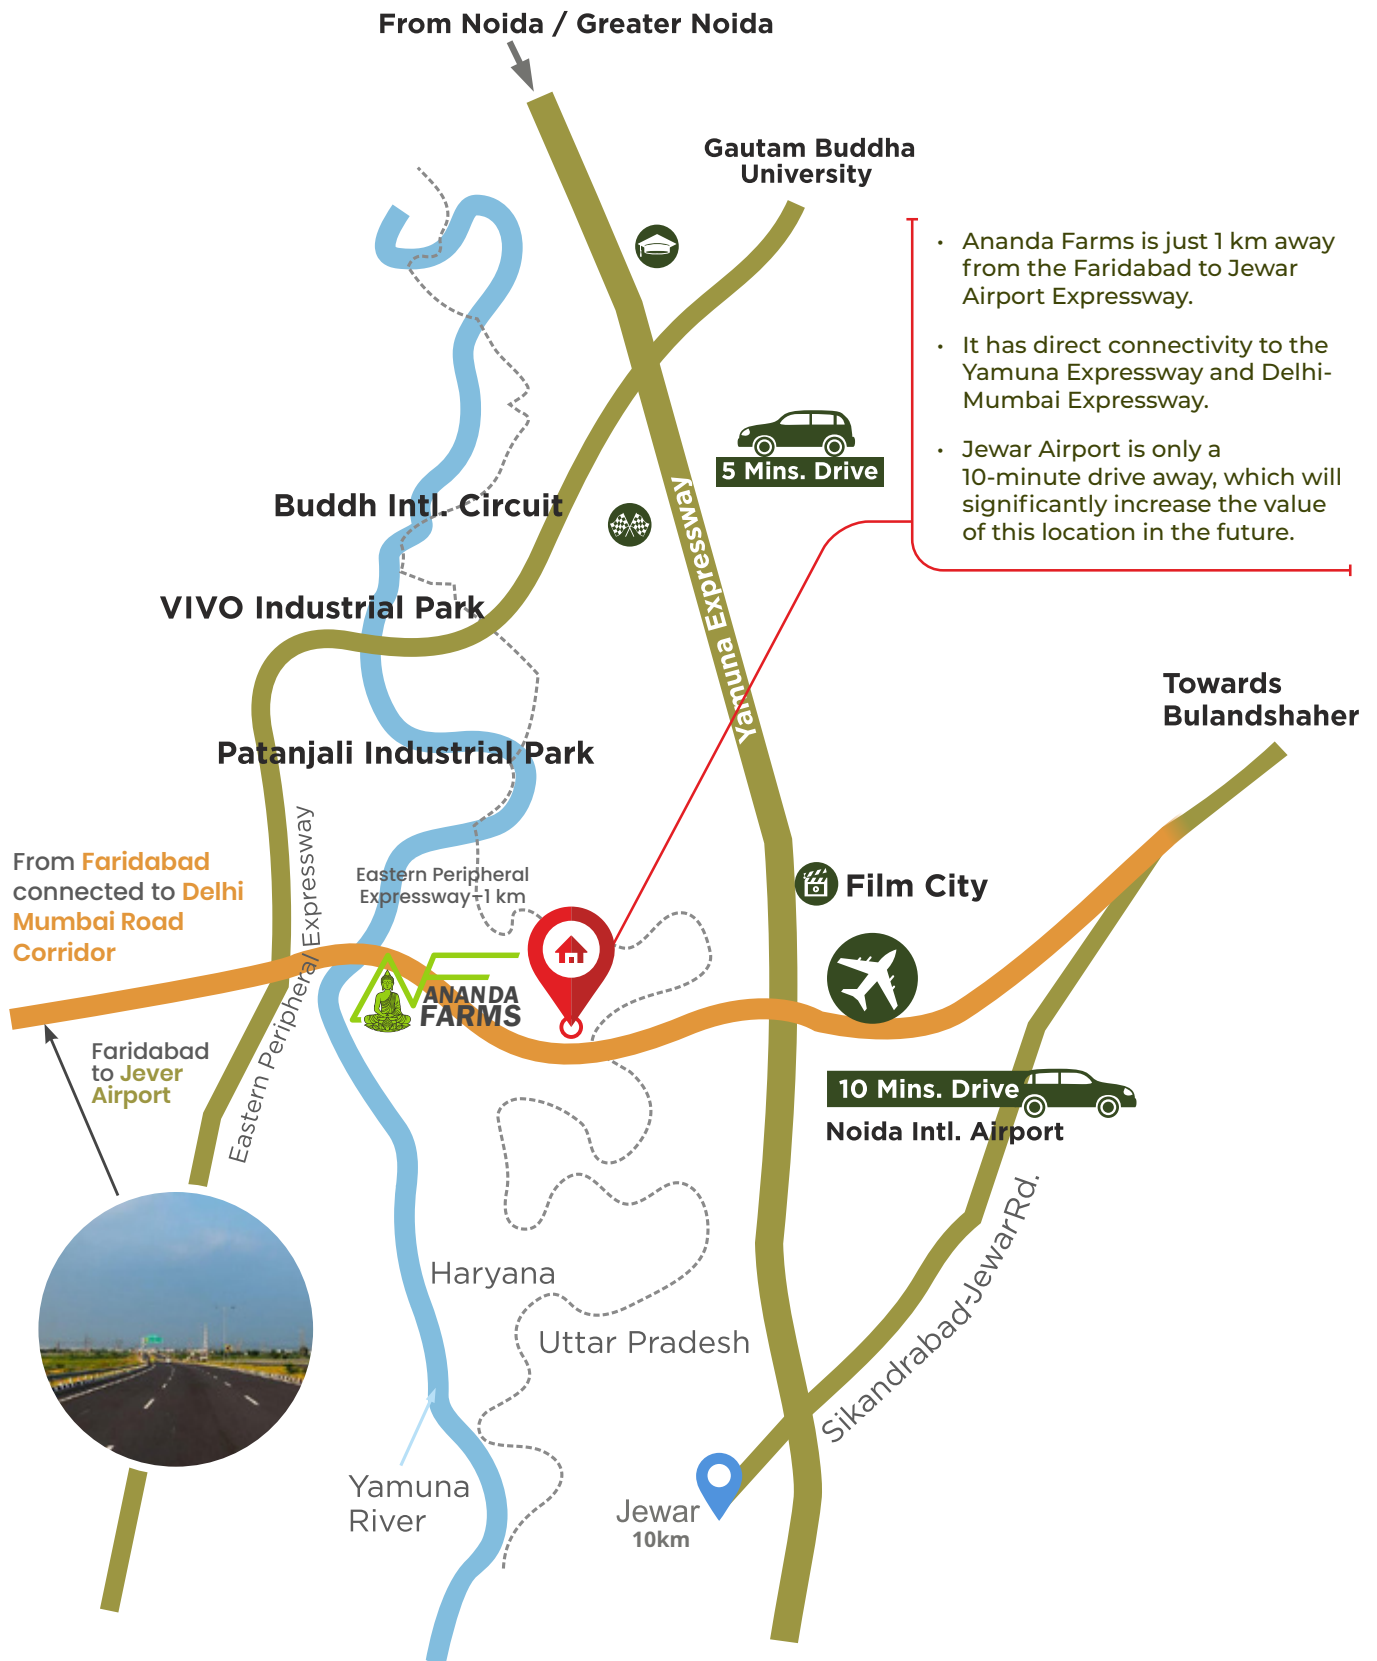 From Noida / Greater Noida
Gautam Buddha
University
• Ananda Farms is just 1 km away
from the Faridabad to Jewar
Airport Expressway.
• It has direct connectivity to the
Yamuna Expressway and Delhi-
Mumbai Expressway.
• Jewar Airport is only a
10-minute drive away, which will
significantly increase the value
of this location in the future.
5 Mins. Drive
Buddh Intl. Circuit
Yamuna Expressway
VIVO Industrial Park
Towards
Bulandshaher
Patanjali Industrial Park
Eastern Peripheral Expressway
From Faridabad
connected to Delhi
Mumbai Road
Corridor
Eastern Peripheral
Expressway–1 km
Film City
ANANDA
FARMS
Faridabad
to Jever
Airport
10 Mins. Drive
Noida Intl. Airport
Eastern Peripheral Expressway
Sikandrabad-Jewar Rd.
Haryana
Uttar Pradesh
Yamuna
River
Jewar
10km